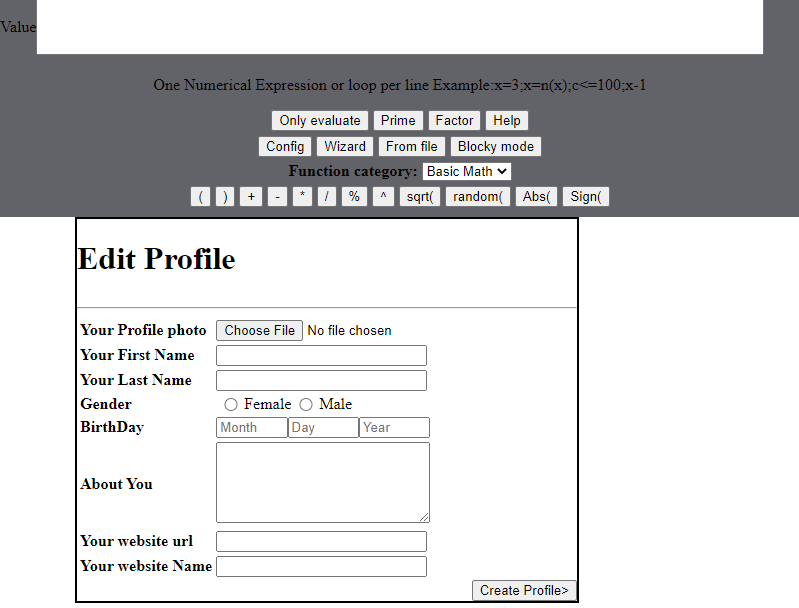 Value
One Numerical Expression or loop per line Example:x=3;x=n(x);c<=100;x-1
Only evaluate Prime Factor Help
Config Wizard From file Blocky mode
Function category: Basic Math
( ) + - * / % ^ sqrt( random( Abs( Sign(
Edit Profile
Your Profile photo Choose File No file chosen
Your First Name
Your Last Name
Gender Female Male
BirthDay Month Day Year
About You
Your website url
Your website Name
Create Profile>